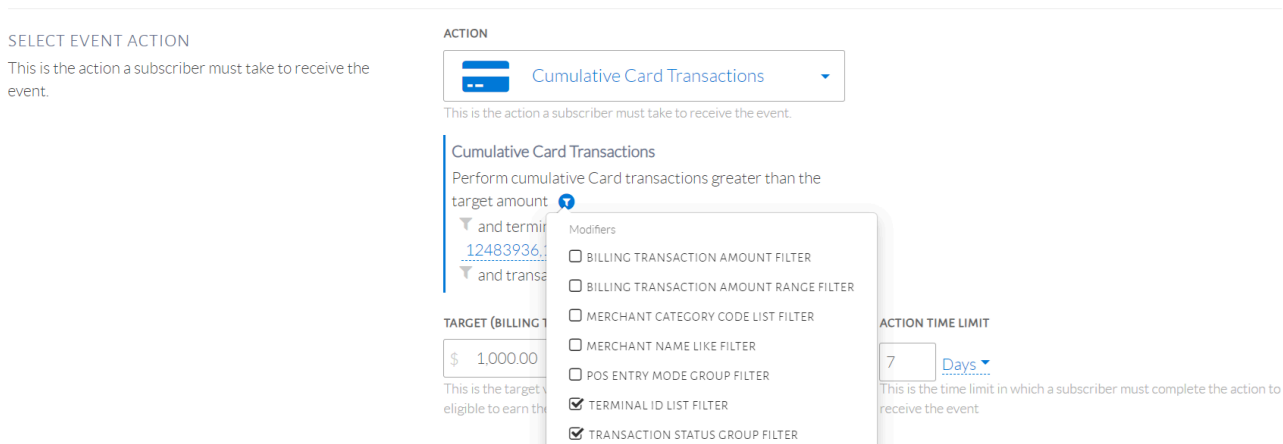 SELECT EVENT ACTION
This is the action a subscriber must take to receive the
event.
ACTION
Cumulative Card Transactions
This is the action a subscriber must take to receive the event.
Cumulative Card Transactions
Perform cumulative Card transactions greater than the
target amount
and
12483936,
and
Modifiers
BILLING TRANSACTION AMOUNT FILTER
BILLING TRANSACTION AMOUNT RANGE FILTER
MERCHANT CATEGORY CODE LIST FILTER
MERCHANT NAME LIKE FILTER
POS ENTRY MODE GROUP FILTER
TERMINAL ID LIST FILTER
TRANSACTION STATUS GROUP FILTER
TARGET (BILLING
$ 1,000.00
This is the target
eligible to earn
ACTION TIME LIMIT
7 Days
This is the time limit in which a subscriber must complete the action to
receive the event